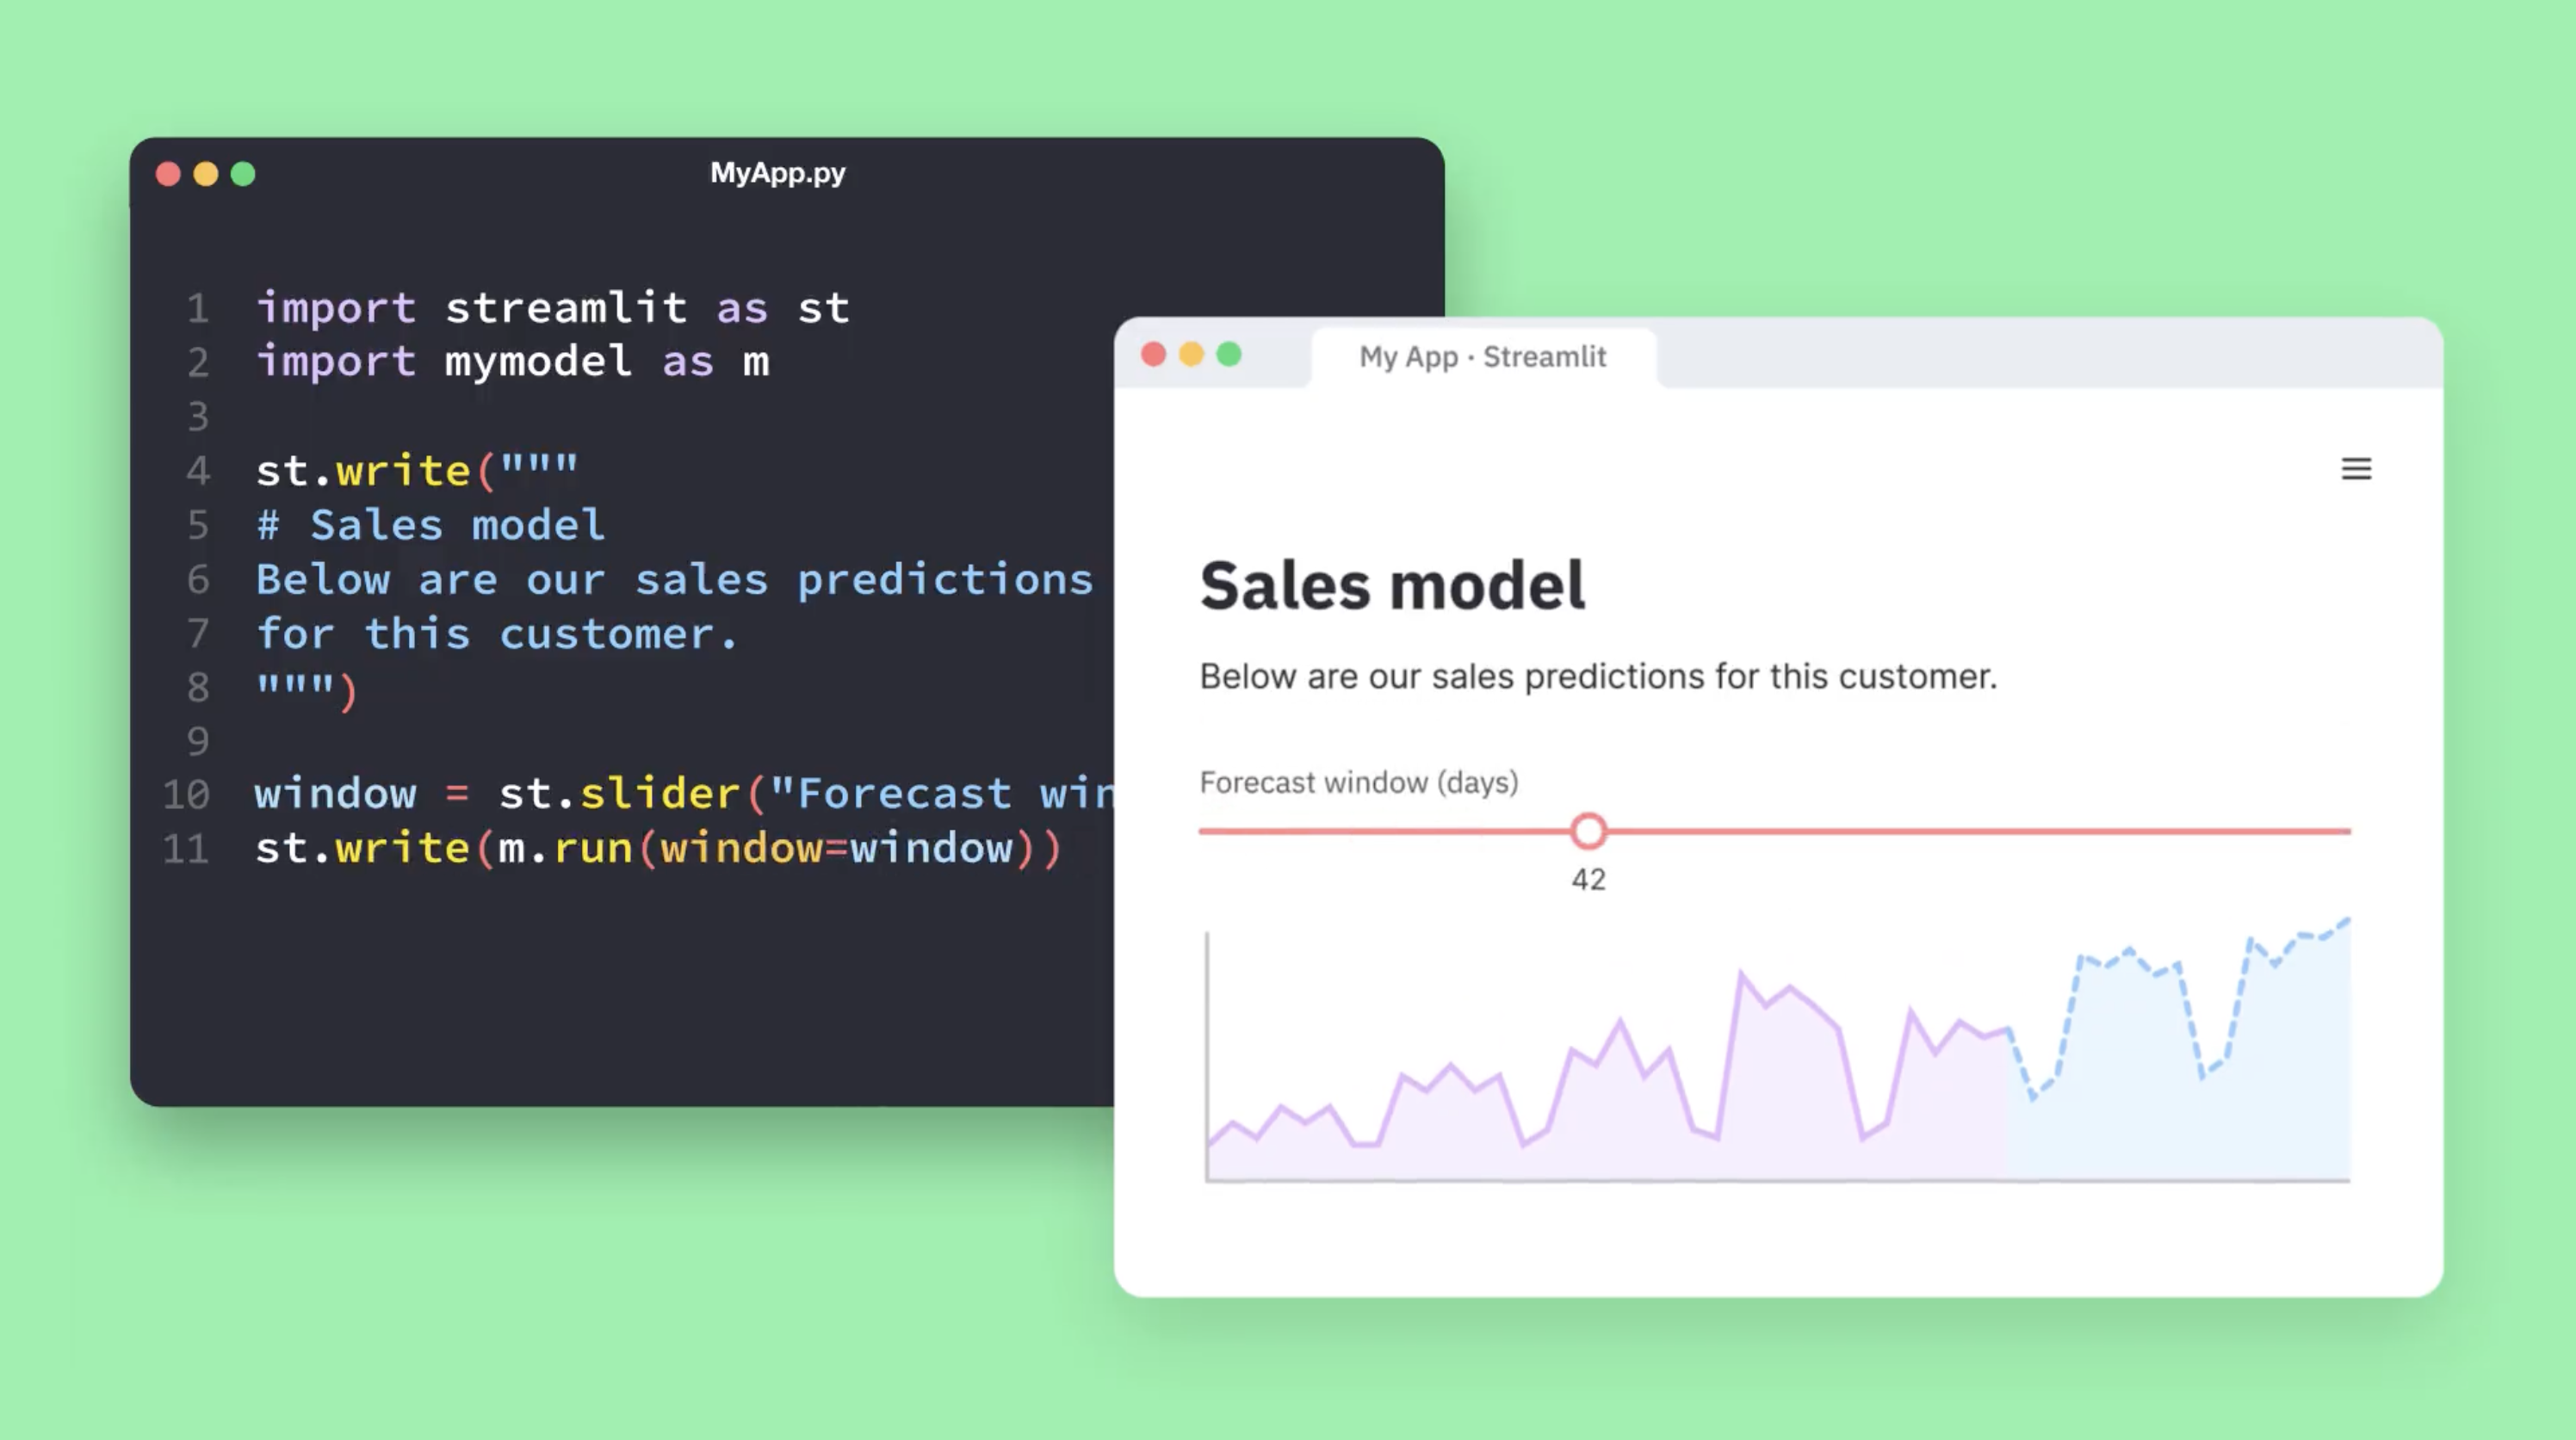 MyApp.py
1 import streamlit as st
2 import mymodel as m
3
4 st.write("""
5 # Sales model
6 Below are our sales predictions
7 for this customer.
8 """)
9
10 window = st.slider("Forecast
11 st.write(m.run(window=window))
My App · Streamlit
Sales model
Below are our sales predictions for this customer.
Forecast window (days)
42